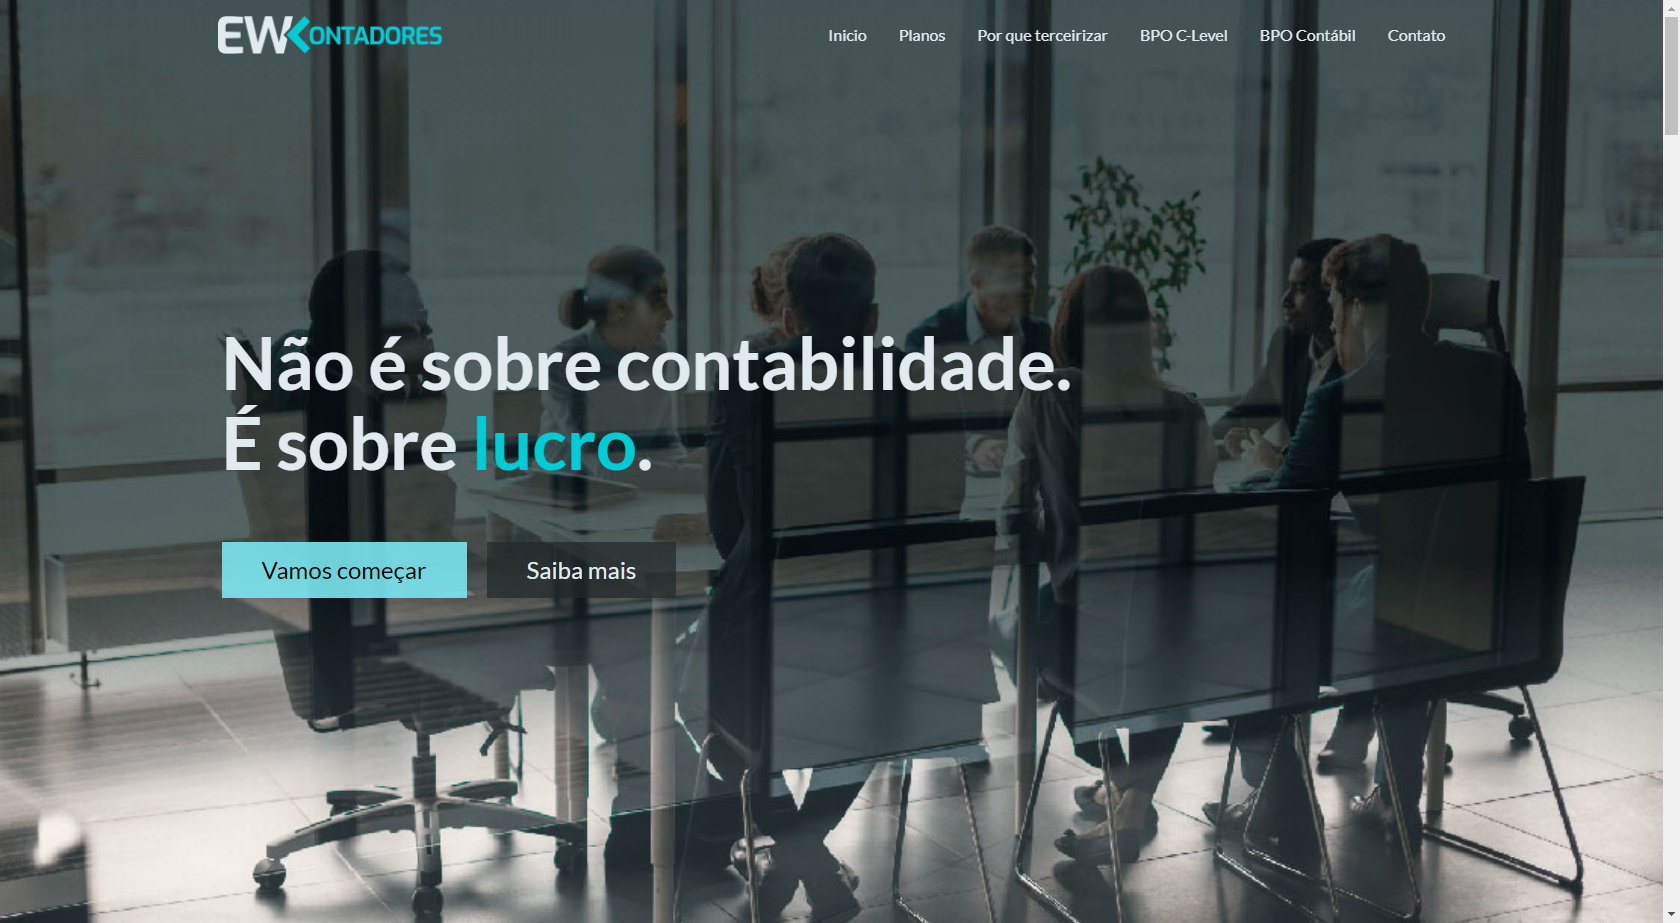 EWKONTADORES
Inicio
Planos
Por que terceirizar
BPO C-Level
BPO Contábil
Contato
Não é sobre contabilidade.
É sobre lucro.
Vamos começar
Saiba mais